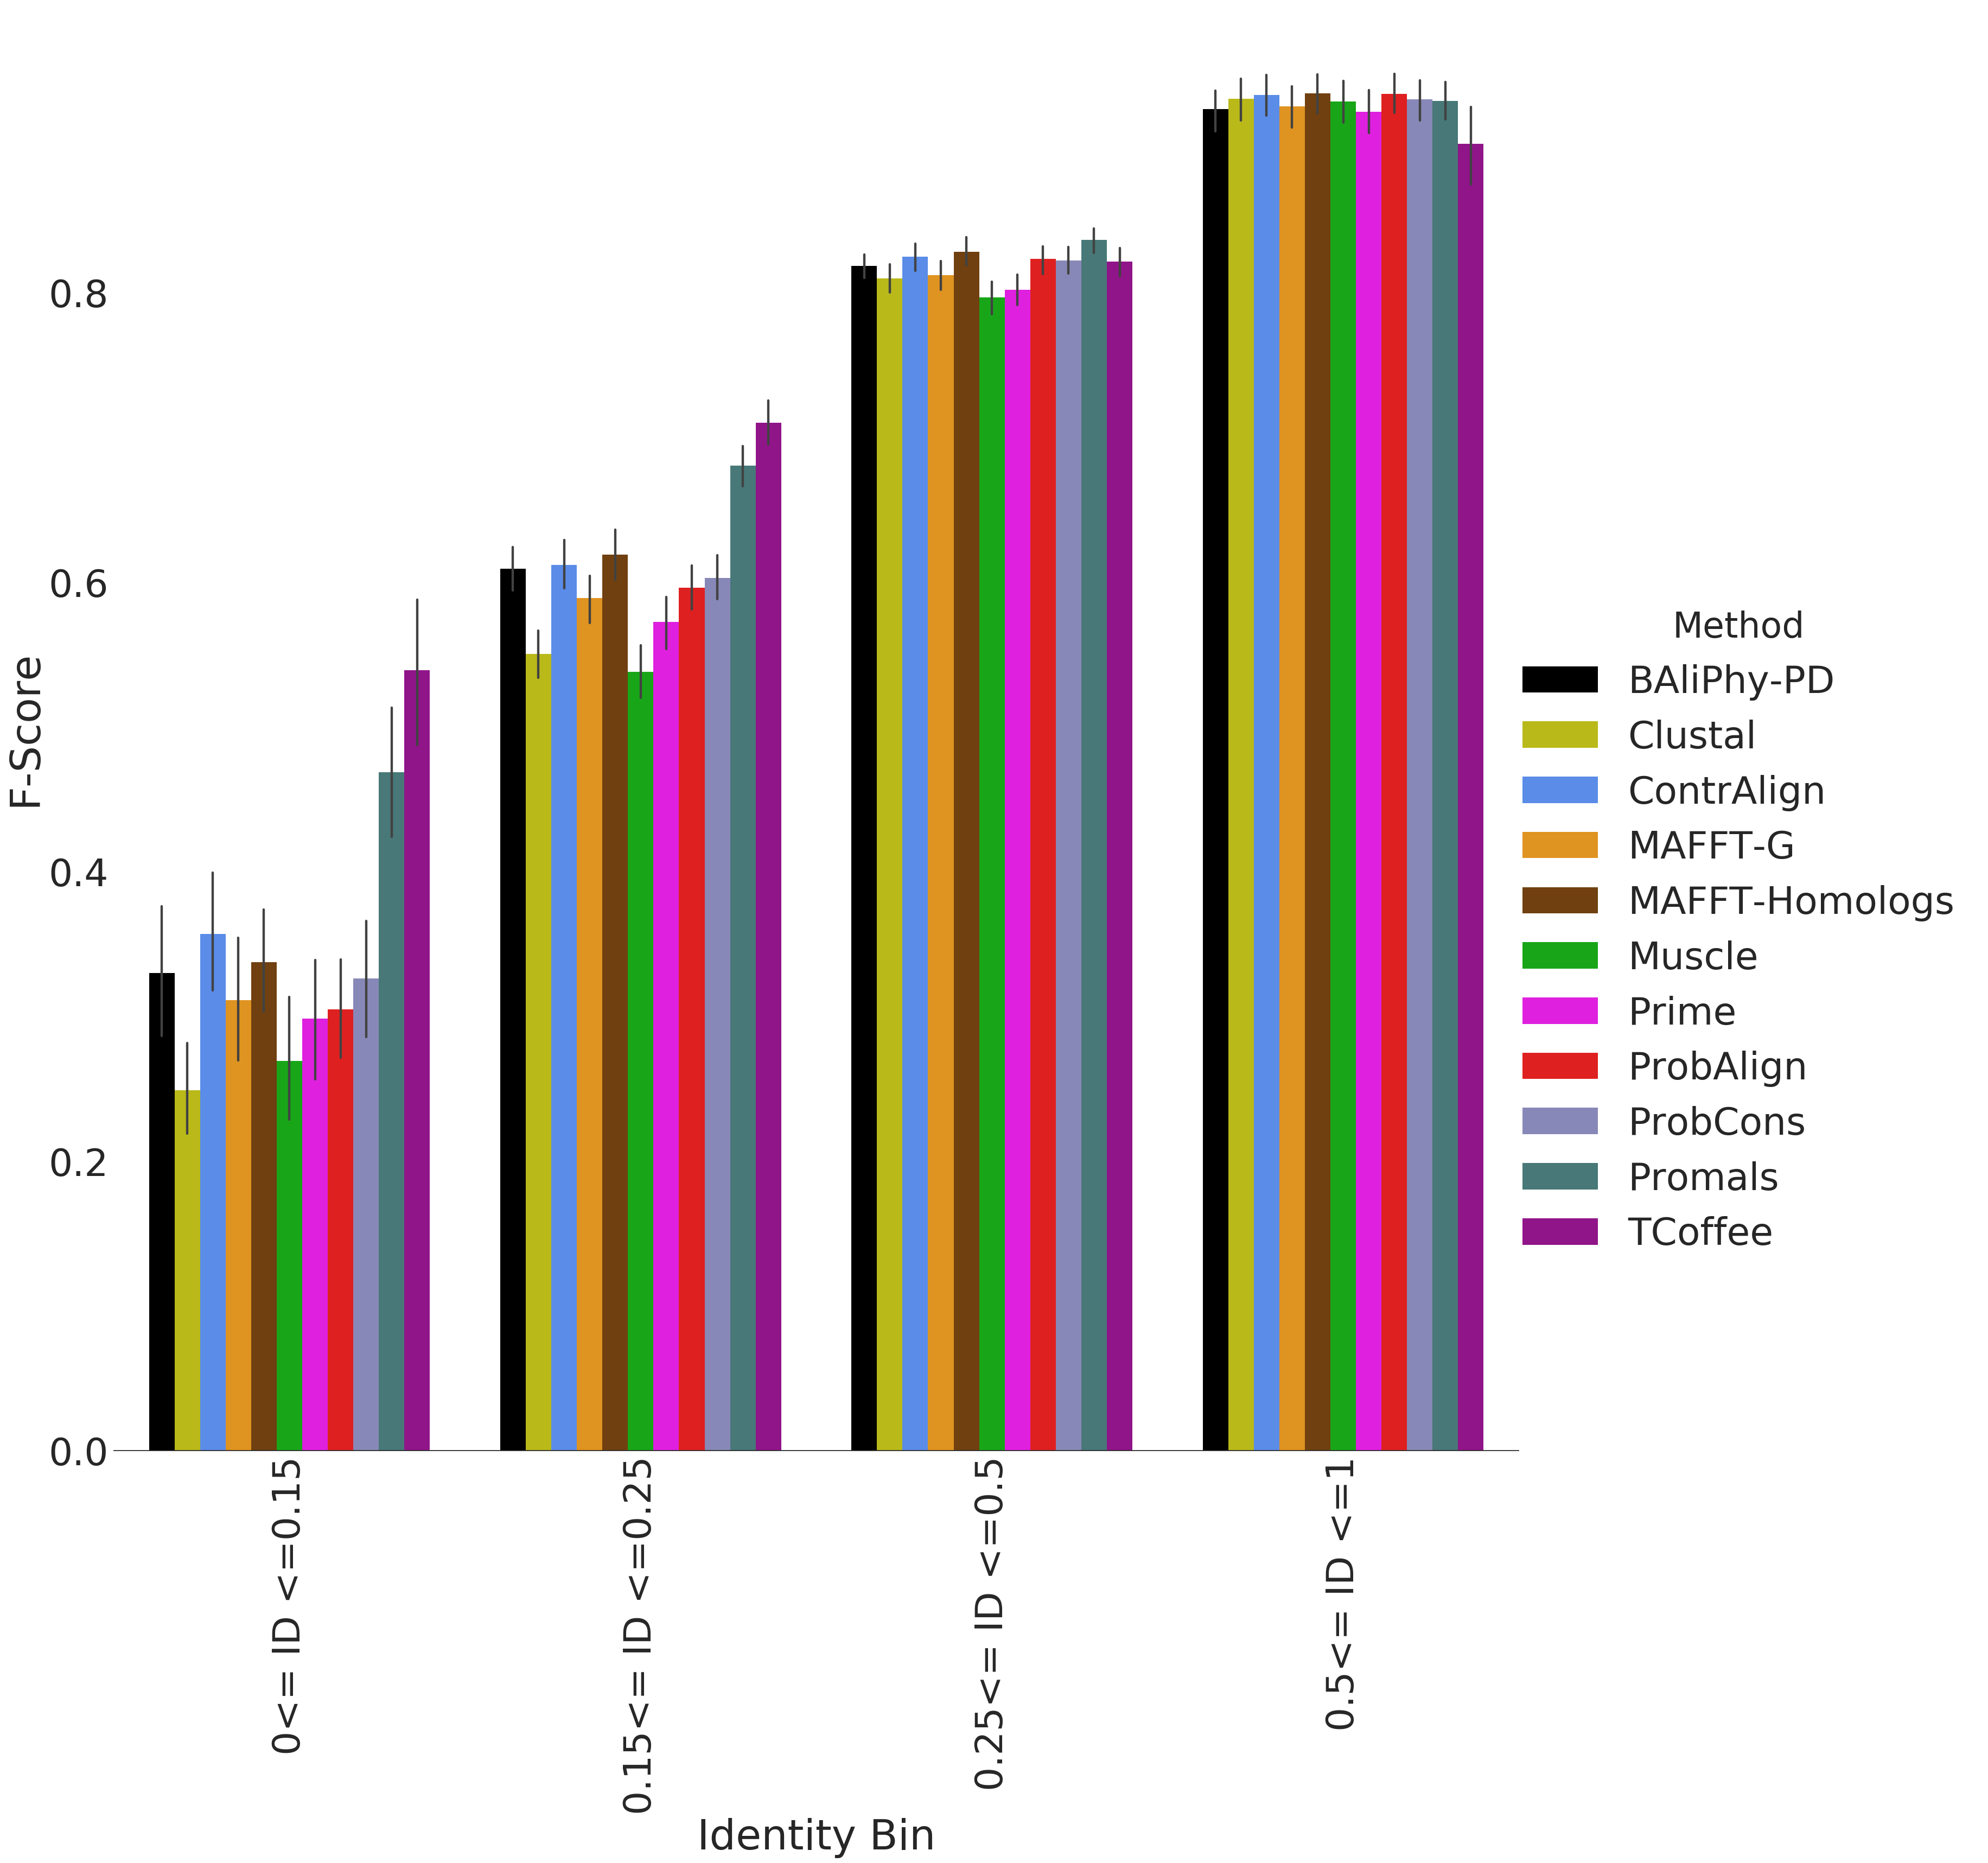 F-Score
0.8
0.6
0.4
0.2
0.0
0<= ID <=0.15
0.15<= ID <=0.25
0.25<= ID <=0.5
0.5<= ID <=1
Identity Bin
Method
BAliPhy-PD
Clustal
ContrAlign
MAFFT-G
MAFFT-Homologs
Muscle
Prime
ProbAlign
ProbCons
Promals
TCoffee